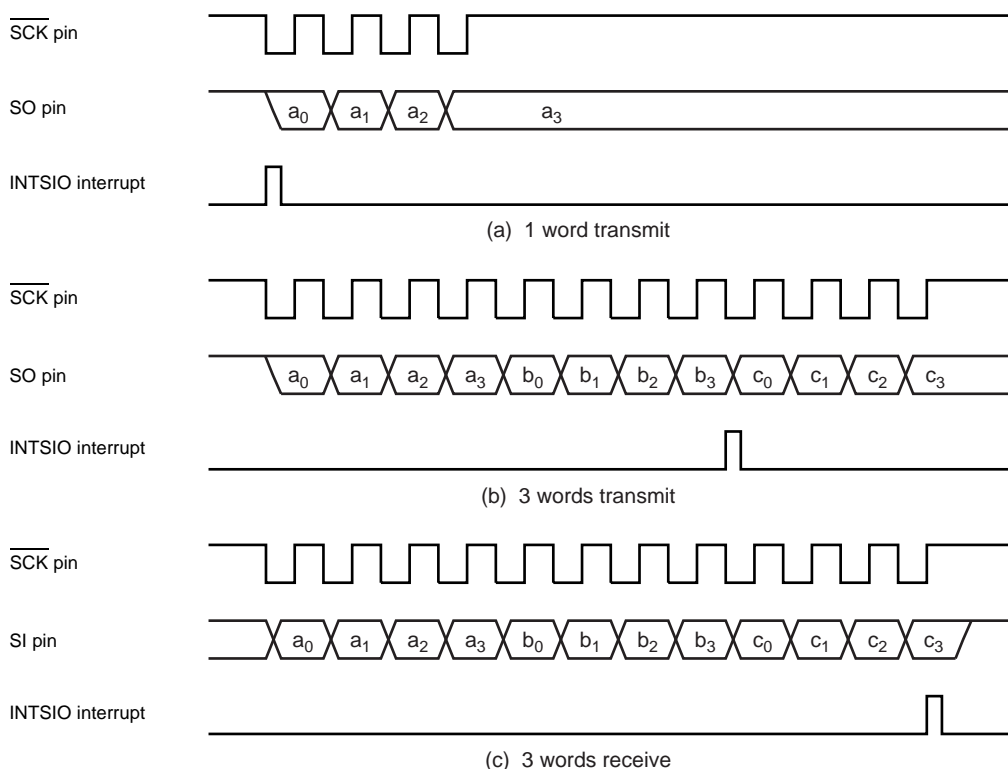 SCK pin
SO pin
a₀ a₁ a₂ a₃
INTSIO interrupt
(a) 1 word transmit
SCK pin
SO pin
a₀ a₁ a₂ a₃ b₀ b₁ b₂ b₃ c₀ c₁ c₂ c₃
INTSIO interrupt
(b) 3 words transmit
SCK pin
SI pin
a₀ a₁ a₂ a₃ b₀ b₁ b₂ b₃ c₀ c₁ c₂ c₃
INTSIO interrupt
(c) 3 words receive